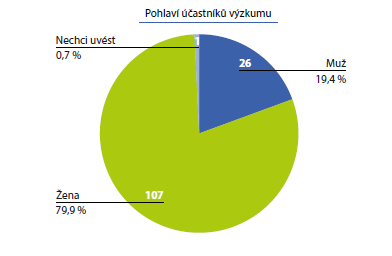 Pohlaví účastníků výzkumu
Nechci uvést
0,7 %
1
26
Muž
19,4 %
Žena
107
79,9 %